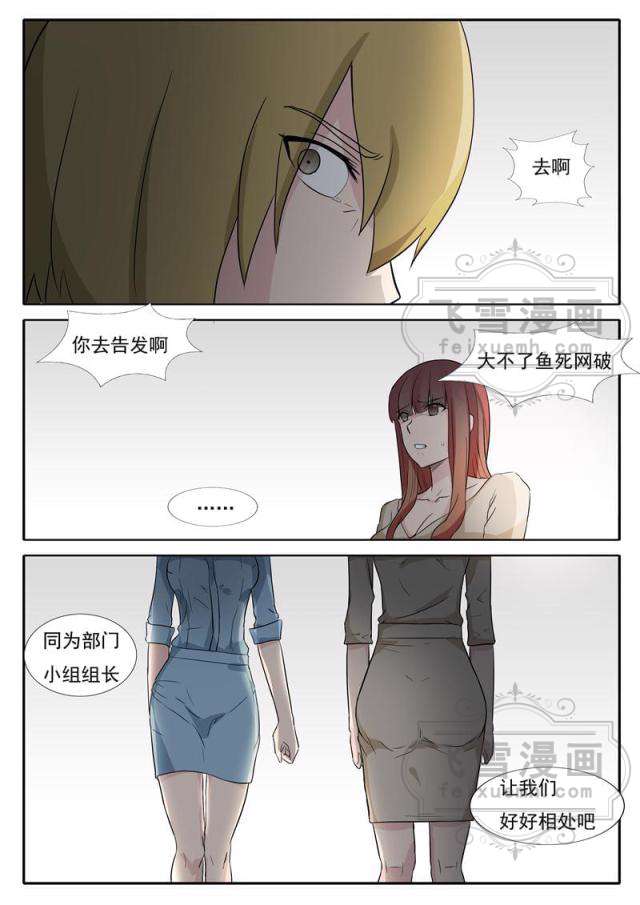 去啊
飞雪漫画
feixuemh.com
你去告发啊
大不了鱼死网破
……
同为部门
小组组长
飞雪漫画
feixuemh.com
让我们
好好相处吧